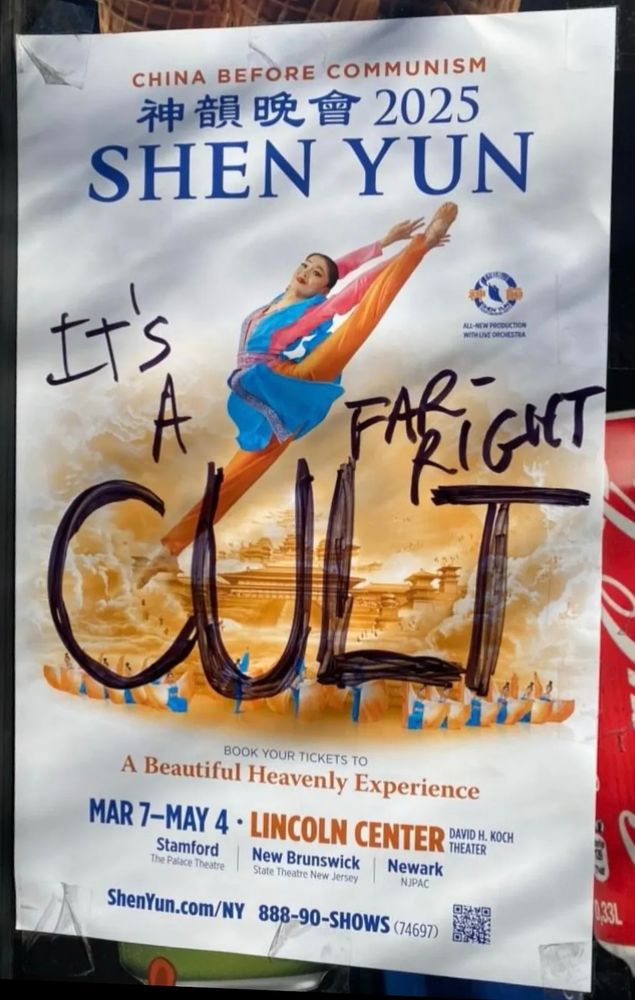 CHINA BEFORE COMMUNISM
神韻晚會 2025
SHEN YUN
SHEN YUN
ALL-NEW PRODUCTION
WITH LIVE ORCHESTRA
IT'S
A
FAR-
RIGHT
CULT
BOOK YOUR TICKETS TO
A Beautiful Heavenly Experience
MAR 7–MAY 4 · LINCOLN CENTER DAVID H. KOCH THEATER
Stamford
The Palace Theatre
New Brunswick
State Theatre New Jersey
Newark
NJPAC
ShenYun.com/NY 888-90-SHOWS (74697)
0,33L